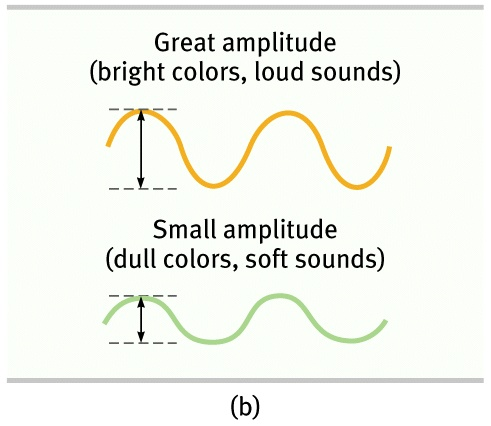 Great amplitude
(bright colors, loud sounds)
Small amplitude
(dull colors, soft sounds)
(b)